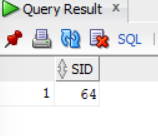 Query Result x
SQL
SID
1 64